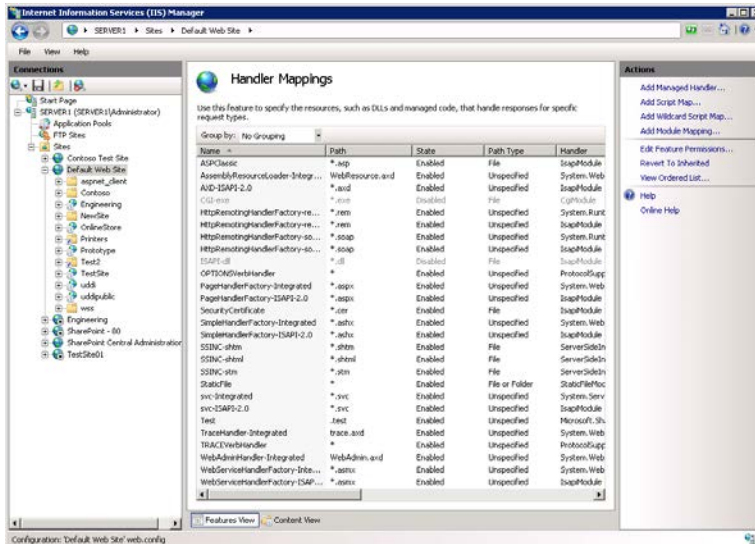 Internet Information Services (IIS) Manager
SERVER1 Sites Default Web Site
File View Help
Connections
Start Page
SERVER1 (SERVER1\Administrator)
Application Pools
FTP Sites
Sites
Contoso Test Site
Default Web Site
aspnet_client
Contoso
Engineering
NewSite
OnlineStore
Printers
Prototype
Test2
TestSite
uddi
uddipublic
wss
Engineering
SharePoint - 80
SharePoint Central Administration
TestSite01
Handler Mappings
Use this feature to specify the resources, such as DLLs and managed code, that handle responses for specific
request types.
Group by: No Grouping
Name Path State Path Type Handler
ASPClassic *.asp Enabled File IsapiModule
AssemblyResourceLoader-Integr... WebResource.axd Enabled Unspecified System.Web
AXD-ISAPI-2.0 *.axd Enabled Unspecified IsapiModule
CGI-exe *.exe Disabled File CgiModule
HttpRemotingHandlerFactory-re... *.rem Enabled Unspecified System.Runt
HttpRemotingHandlerFactory-re... *.rem Enabled Unspecified IsapiModule
HttpRemotingHandlerFactory-so... *.soap Enabled Unspecified System.Runt
HttpRemotingHandlerFactory-so... *.soap Enabled Unspecified IsapiModule
ISAPI-dll *.dll Disabled File IsapiModule
OPTIONSVerbHandler * Enabled Unspecified ProtocolSupp
PageHandlerFactory-Integrated *.aspx Enabled Unspecified System.Web
PageHandlerFactory-ISAPI-2.0 *.aspx Enabled Unspecified IsapiModule
SecurityCertificate *.cer Enabled File IsapiModule
SimpleHandlerFactory-Integrated *.ashx Enabled Unspecified System.Web
SimpleHandlerFactory-ISAPI-2.0 *.ashx Enabled Unspecified IsapiModule
SSINC-shtm *.shtm Enabled File ServerSideIn
SSINC-shtml *.shtml Enabled File ServerSideIn
SSINC-stm *.stm Enabled File ServerSideIn
StaticFile * Enabled File or Folder StaticFileMoc
svc-Integrated *.svc Enabled Unspecified System.Serv
svc-ISAPI-2.0 *.svc Enabled Unspecified IsapiModule
Test .test Enabled Unspecified Microsoft.Sh
TraceHandler-Integrated trace.axd Enabled Unspecified System.Web
TRACEVerbHandler * Enabled Unspecified ProtocolSupp
WebAdminHandler-Integrated WebAdmin.axd Enabled Unspecified System.Web
WebServiceHandlerFactory-Inte... *.asmx Enabled Unspecified System.Web
WebServiceHandlerFactory-ISAP... *.asmx Enabled Unspecified IsapiModule
Features View Content View
Actions
Add Managed Handler...
Add Script Map...
Add Wildcard Script Map...
Add Module Mapping...
Edit Feature Permissions...
Revert To Inherited
View Ordered List...
Help
Online Help
Configuration: 'Default Web Site' web.config